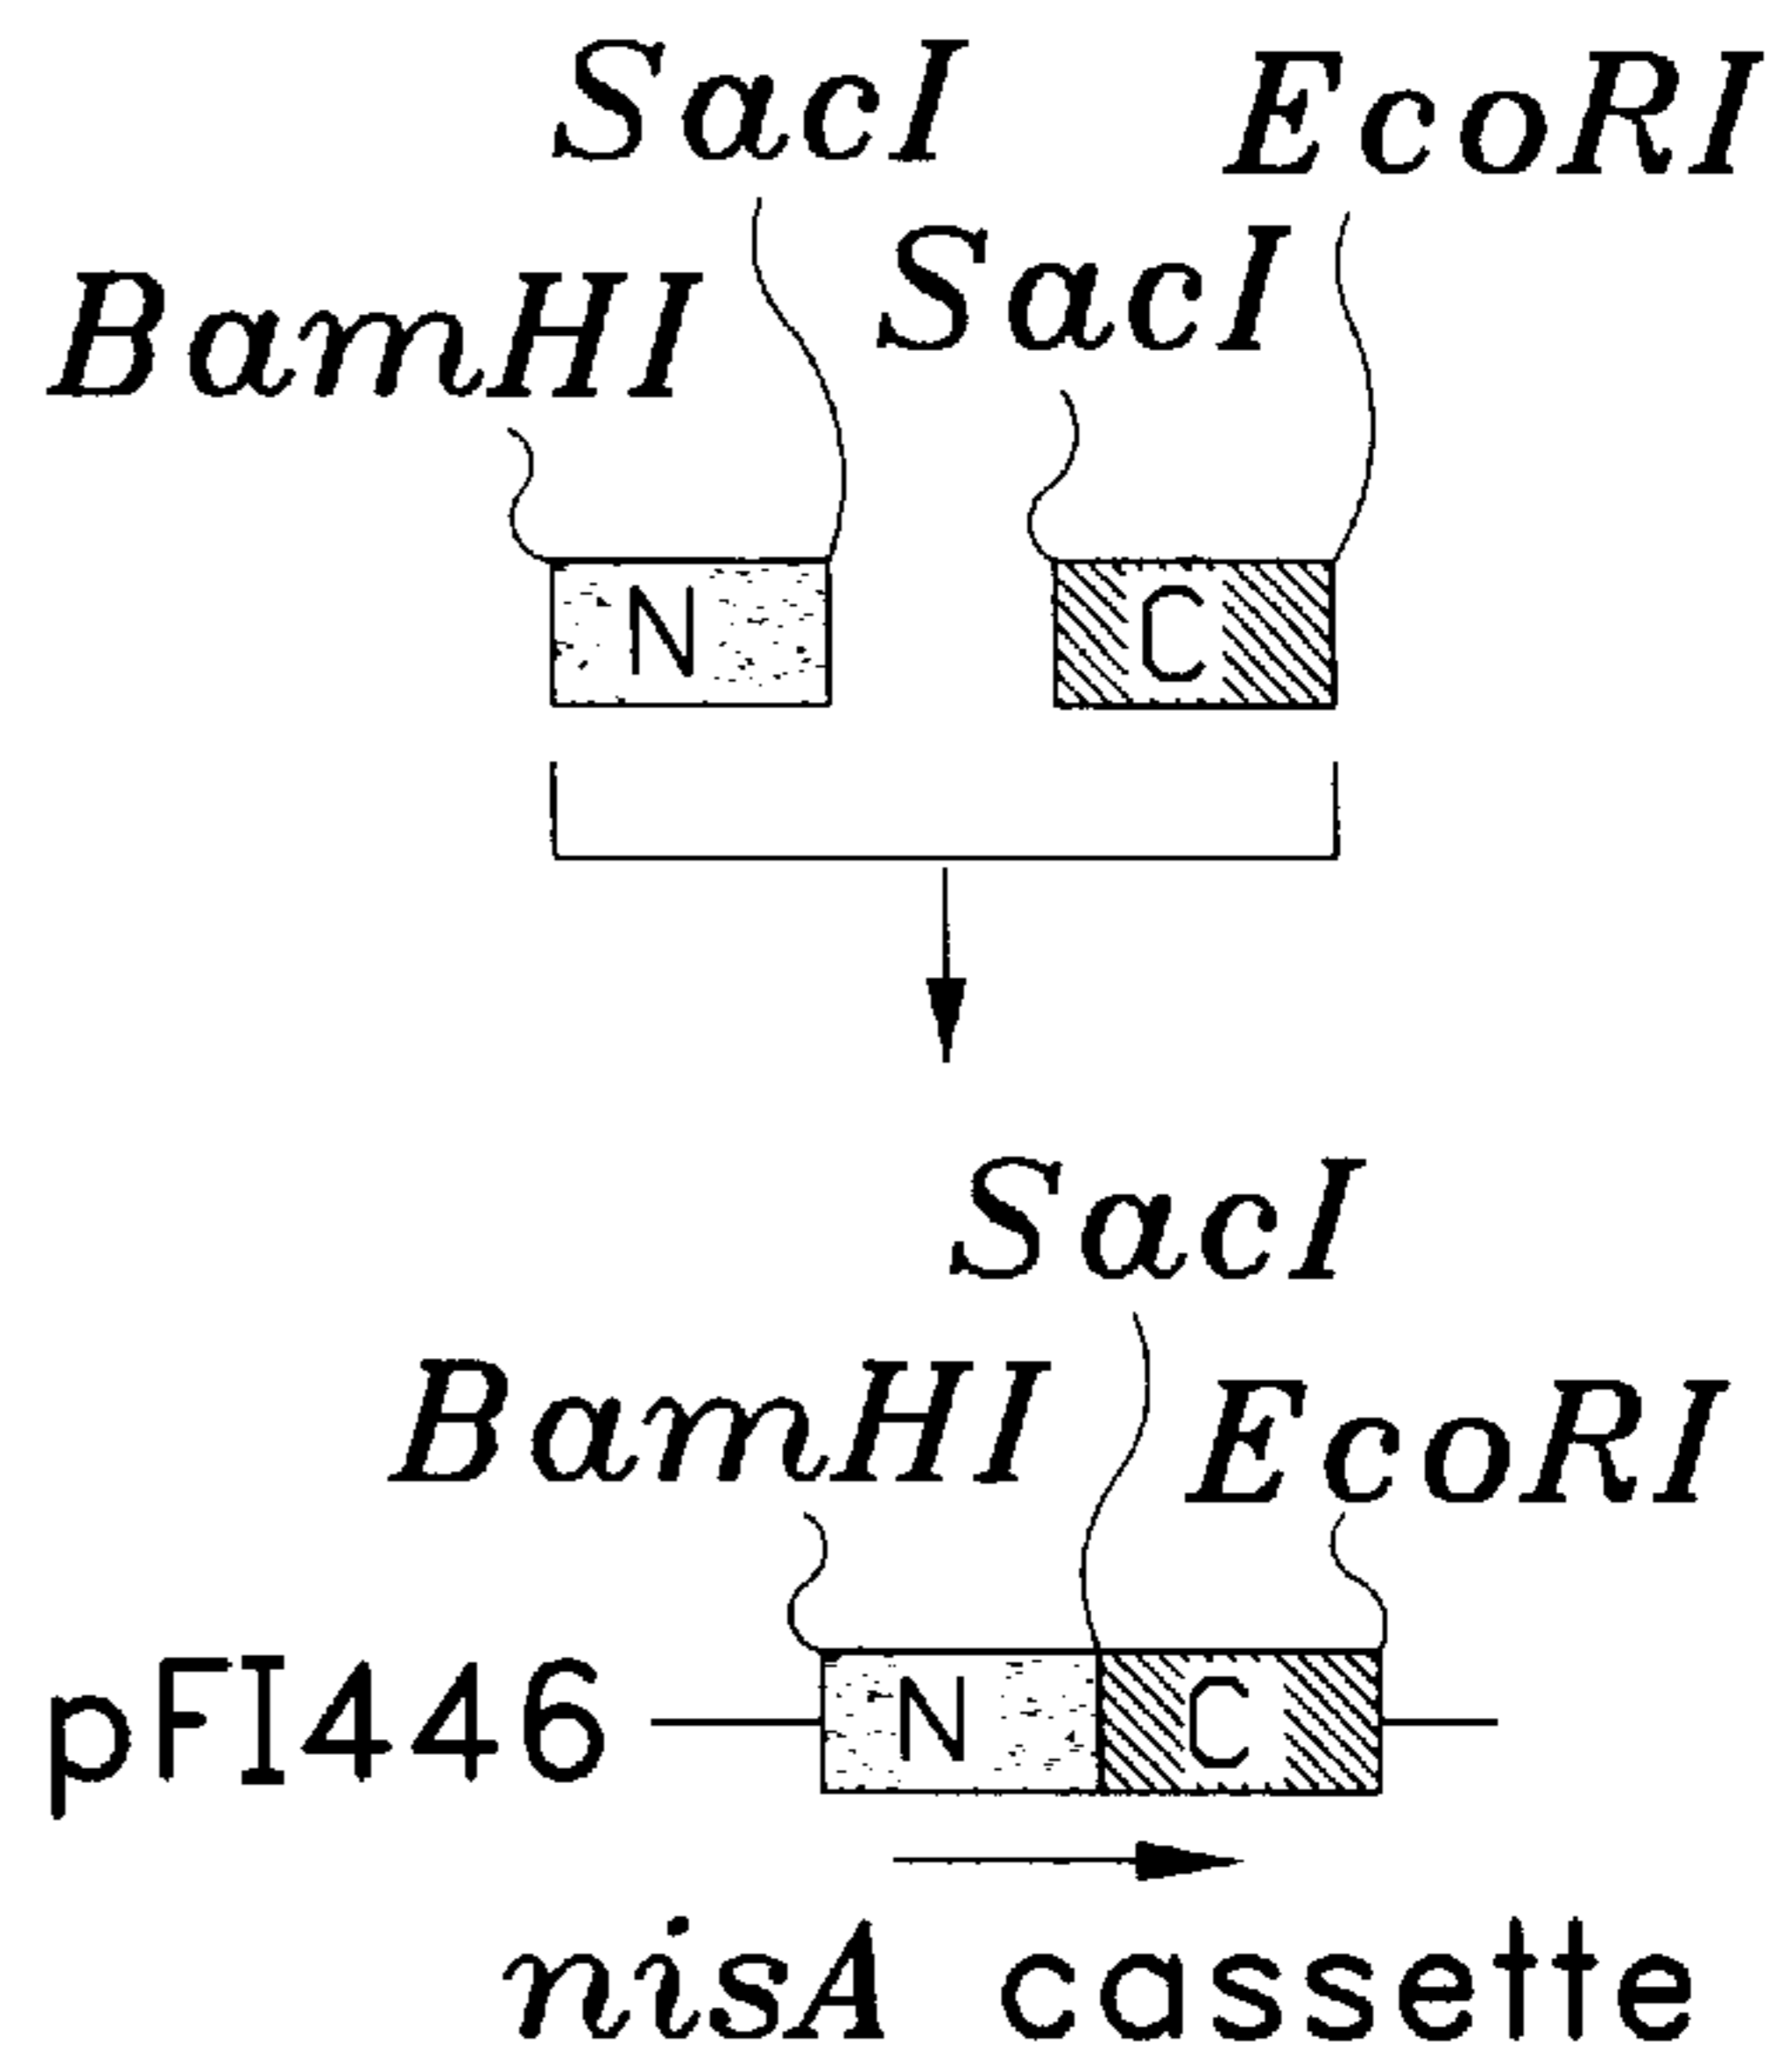 SacI
EcoRI
SacI
BamHI
N
C
SacI
BamHI
EcoRI
pFI446
N
C
nisA cassette